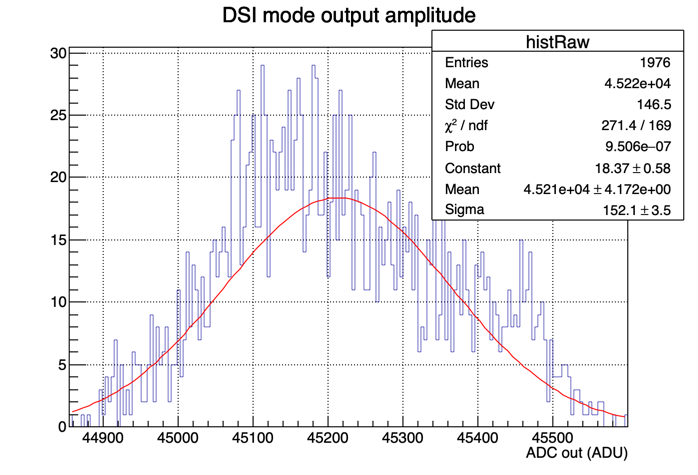 DSI mode output amplitude
histRaw
Entries 1976
Mean 4.522e+04
Std Dev 146.5
χ² / ndf 271.4 / 169
Prob 9.506e−07
Constant 18.37 ± 0.58
Mean 4.521e+04 ± 4.172e+00
Sigma 152.1 ± 3.5
30
25
20
15
10
5
0
44900 45000 45100 45200 45300 45400 45500
ADC out (ADU)